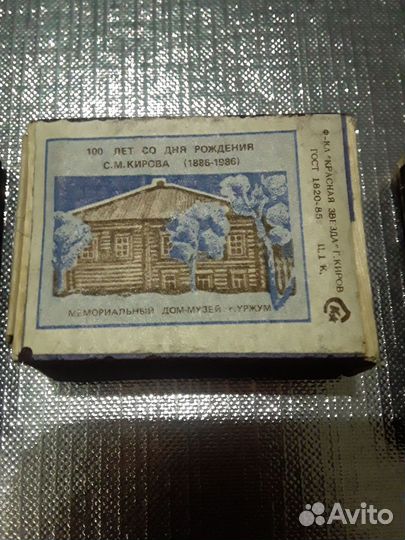 100 ЛЕТ СО ДНЯ РОЖДЕНИЯ
С.М.КИРОВА (1886-1986)
МЕМОРИАЛЬНЫЙ ДОМ-МУЗЕЙ г.УРЖУМ
Ф-КА "КРАСНАЯ ЗВЕЗДА" Г.КИРОВ
ГОСТ 1820-85 Ц.1 К.
Avito